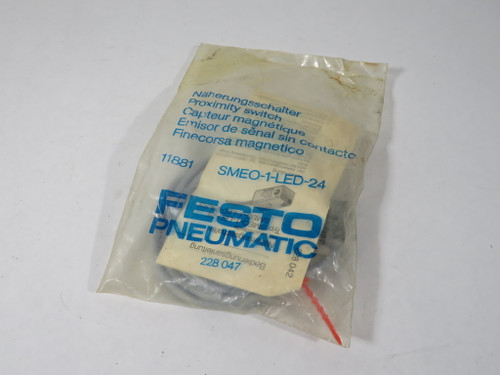 Näherungsschalter
Proximity switch
Capteur magnétique
Emisor de señal sin contacto
Finecorsa magnetico
11881 SMEO-1-LED-24
FESTO
PNEUMATIC
Bedienungsanleitung
228 047